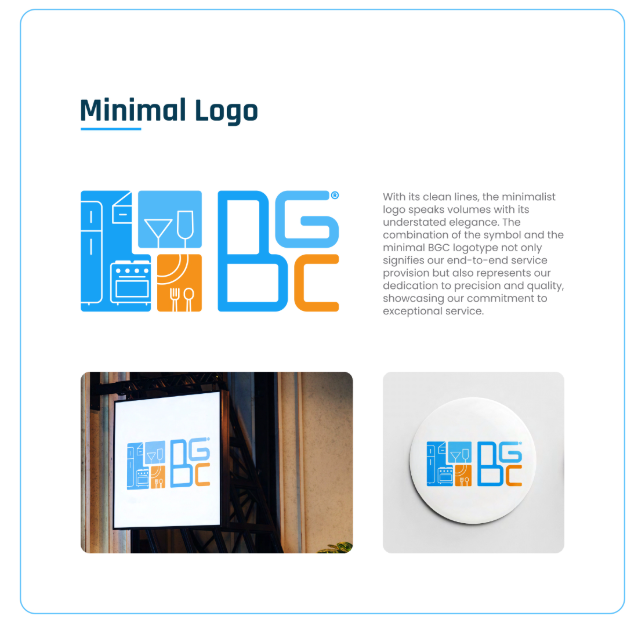 Minimal Logo
BGC®
With its clean lines, the minimalist
logo speaks volumes with its
understated elegance. The
combination of the symbol and the
minimal BGC logotype not only
signifies our end-to-end service
provision but also represents our
dedication to precision and quality,
showcasing our commitment to
exceptional service.
BGC
BGC